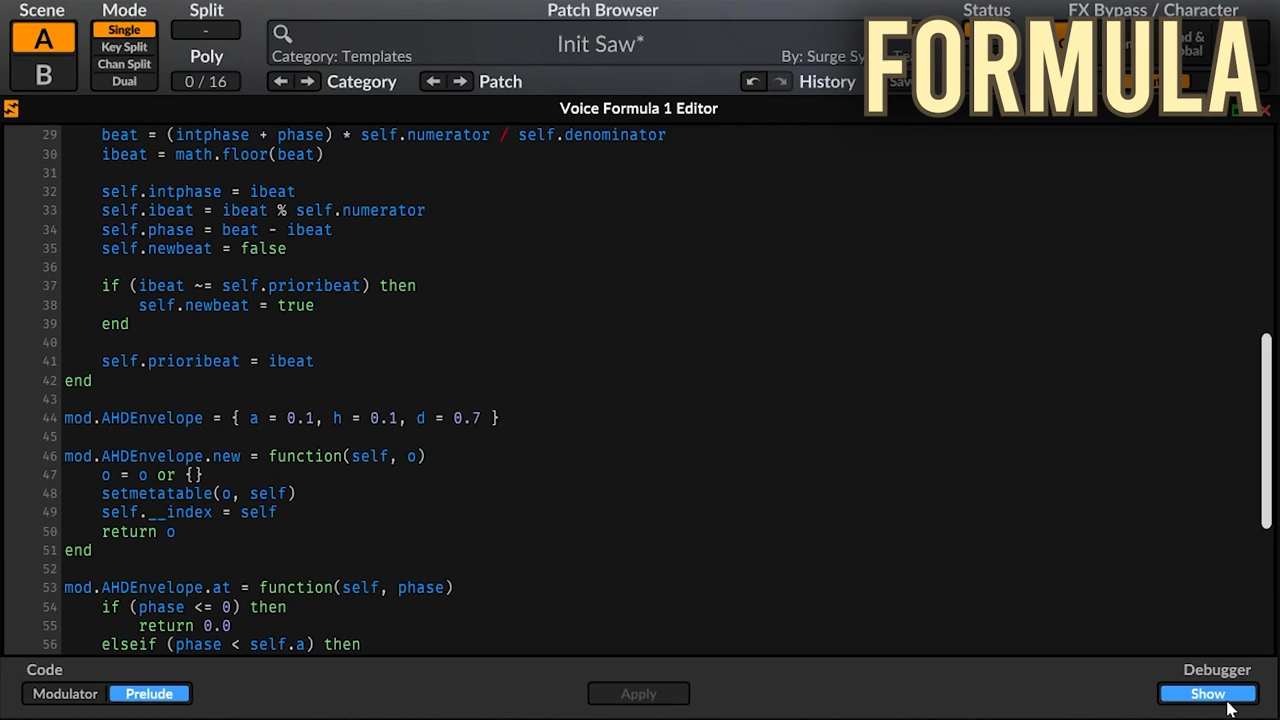 Scene
Mode
Split
Patch Browser
Status
FX Bypass / Character
A
Single
-
Init Saw*
FORMULA
Key Split
Poly
Category: Templates
By: Surge Sy
B
Chan Split
Dual
0 / 16
Category
Patch
History
Voice Formula 1 Editor
29 beat = (intphase + phase) * self.numerator / self.denominator
30 ibeat = math.floor(beat)
31
32 self.intphase = ibeat
33 self.ibeat = ibeat % self.numerator
34 self.phase = beat - ibeat
35 self.newbeat = false
36
37 if (ibeat ~= self.prioribeat) then
38 self.newbeat = true
39 end
40
41 self.prioribeat = ibeat
42 end
43
44 mod.AHDEnvelope = { a = 0.1, h = 0.1, d = 0.7 }
45
46 mod.AHDEnvelope.new = function(self, o)
47 o = o or {}
48 setmetatable(o, self)
49 self.__index = self
50 return o
51 end
52
53 mod.AHDEnvelope.at = function(self, phase)
54 if (phase <= 0) then
55 return 0.0
56 elseif (phase < self.a) then
Code
Debugger
Modulator
Prelude
Apply
Show